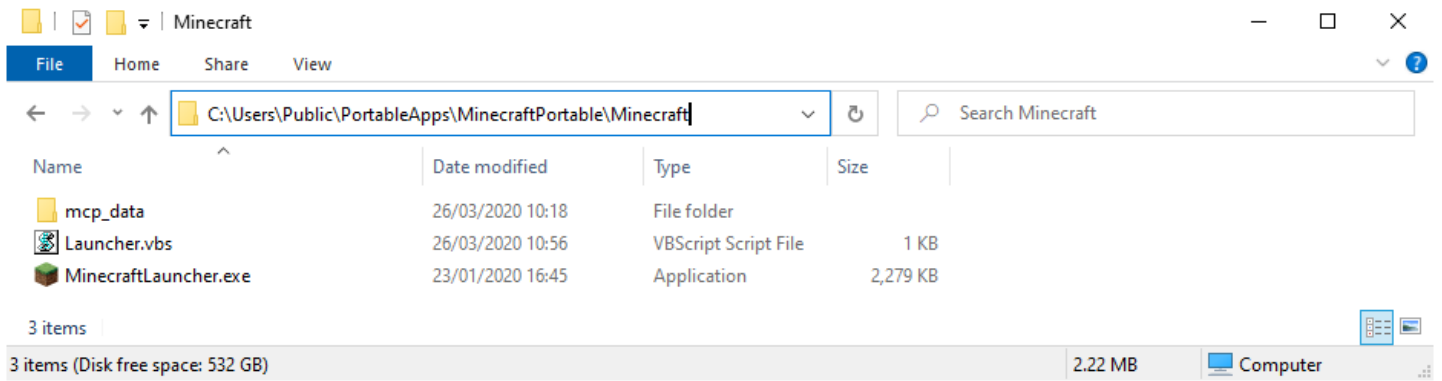 Minecraft
File Home Share View
C:\Users\Public\PortableApps\MinecraftPortable\Minecraft Search Minecraft
Name Date modified Type Size
mcp_data 26/03/2020 10:18 File folder
Launcher.vbs 26/03/2020 10:56 VBScript Script File 1 KB
MinecraftLauncher.exe 23/01/2020 16:45 Application 2,279 KB
3 items
3 items (Disk free space: 532 GB) 2.22 MB Computer